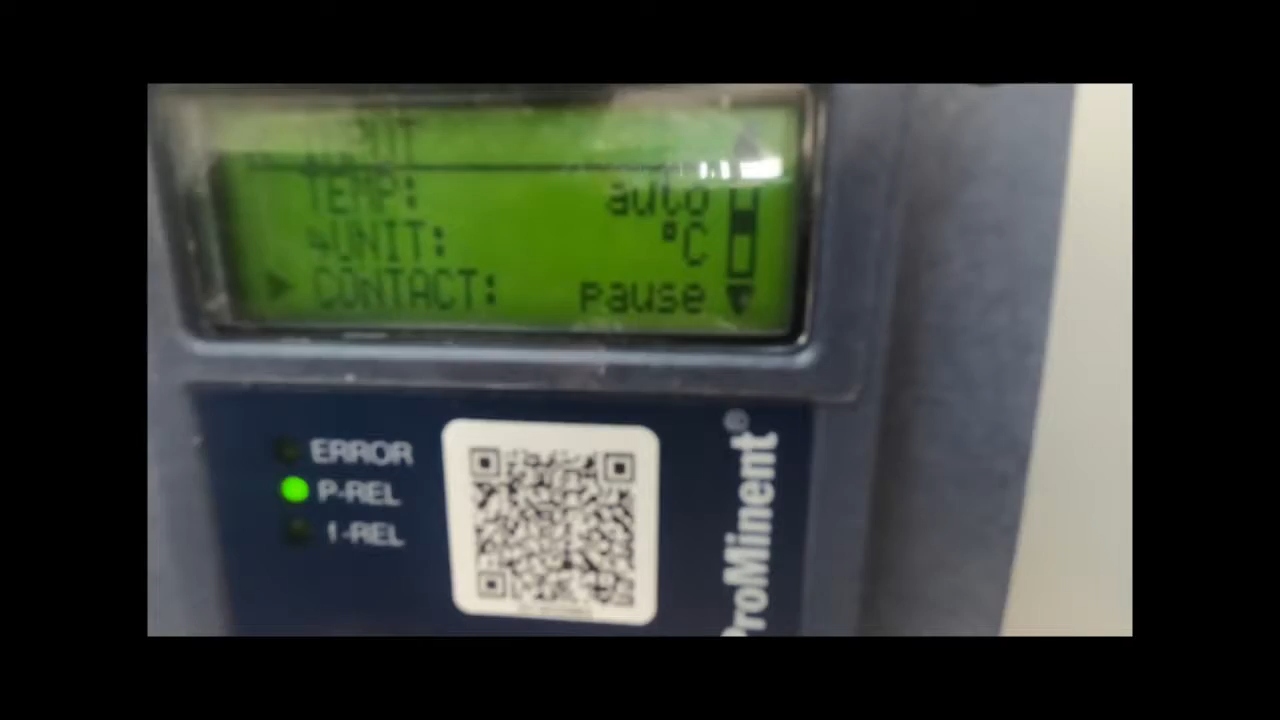 TEMP: auto
↳UNIT: °C
▶ CONTACT: pause
ERROR
P-REL
1-REL
ProMinent®